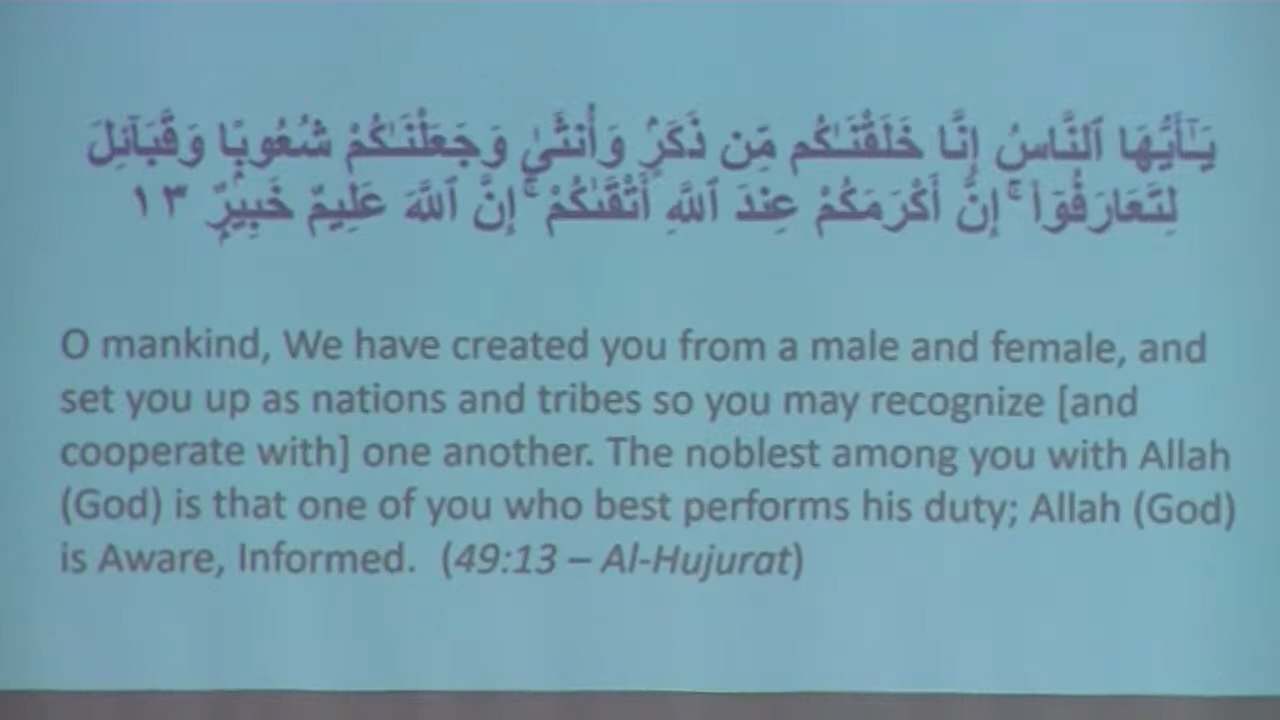 يَـٰٓأَيُّهَا ٱلنَّاسُ إِنَّا خَلَقْنَـٰكُم مِّن ذَكَرٍ وَأُنثَىٰ وَجَعَلْنَـٰكُمْ شُعُوبًا وَقَبَآئِلَ
لِتَعَارَفُوٓا۟ ۚ إِنَّ أَكْرَمَكُمْ عِندَ ٱللَّهِ أَتْقَىٰكُمْ ۚ إِنَّ ٱللَّهَ عَلِيمٌ خَبِيرٌ ١٣
O mankind, We have created you from a male and female, and
set you up as nations and tribes so you may recognize [and
cooperate with] one another. The noblest among you with Allah
(God) is that one of you who best performs his duty; Allah (God)
is Aware, Informed. (49:13 – Al-Hujurat)